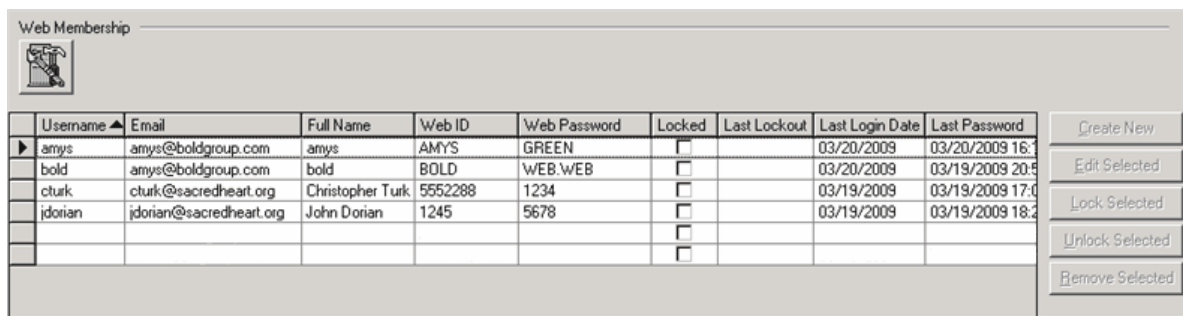 Web Membership
Username Email Full Name Web ID Web Password Locked Last Lockout Last Login Date Last Password
Create New
amys amys@boldgroup.com amys AMYS GREEN 03/20/2009 03/20/2009 16:1
bold amys@boldgroup.com bold BOLD WEB.WEB 03/20/2009 03/19/2009 20:5
Edit Selected
cturk cturk@sacredheart.org Christopher Turk 5552288 1234 03/19/2009 03/19/2009 17:0
Lock Selected
jdorian jdorian@sacredheart.org John Dorian 1245 5678 03/19/2009 03/19/2009 18:2
Unlock Selected
Remove Selected